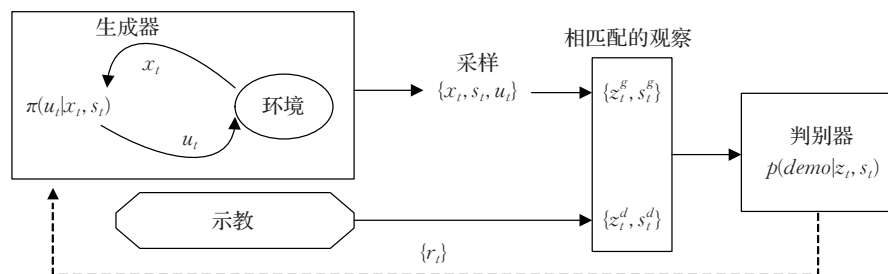 生成器
x_t
π(u_t|x_t, s_t)
环境
u_t
采样
{x_t, s_t, u_t}
相匹配的观察
{z_t^g, s_t^g}
{z_t^d, s_t^d}
判别器
p(demo|z_t, s_t)
示教
{r_t}